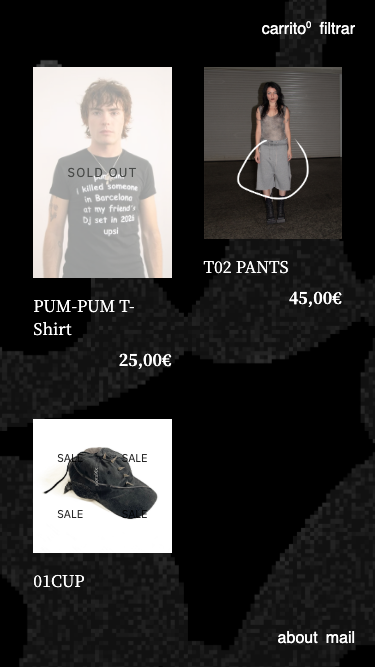 carrito⁰ filtrar
SOLD OUT
i killed someone
in Barcelona
at my friend's
Dj set in 2023
ups!
T02 PANTS
45,00€
PUM-PUM T-
Shirt
25,00€
SALE SALE
SALE SALE
01CUP
about mail